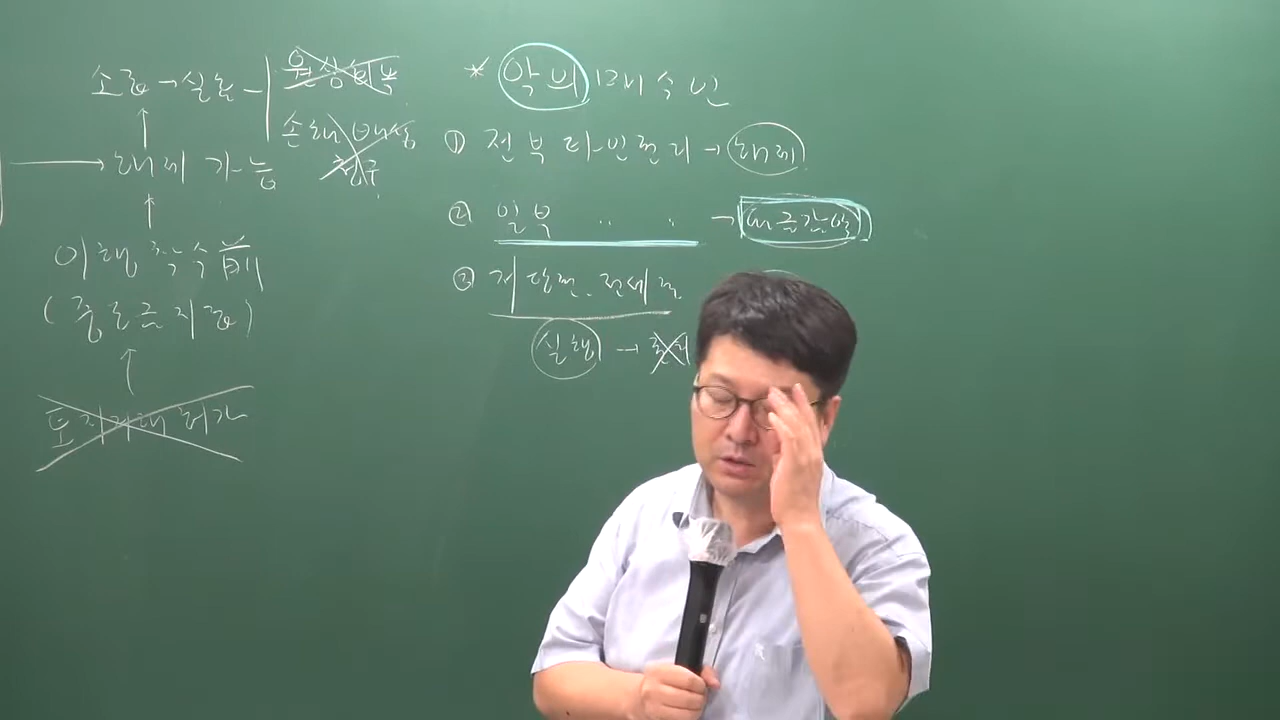 소급→실효
원상회복
손해배상
청구
→ 해제 가능
이행착수 前
(중도금지급)
토지거래허가
* 악의 매수인
① 전부 타인권리→해제
② 일부 〃 〃 → 대금감액
③ 저당권, 전세권
실행 →